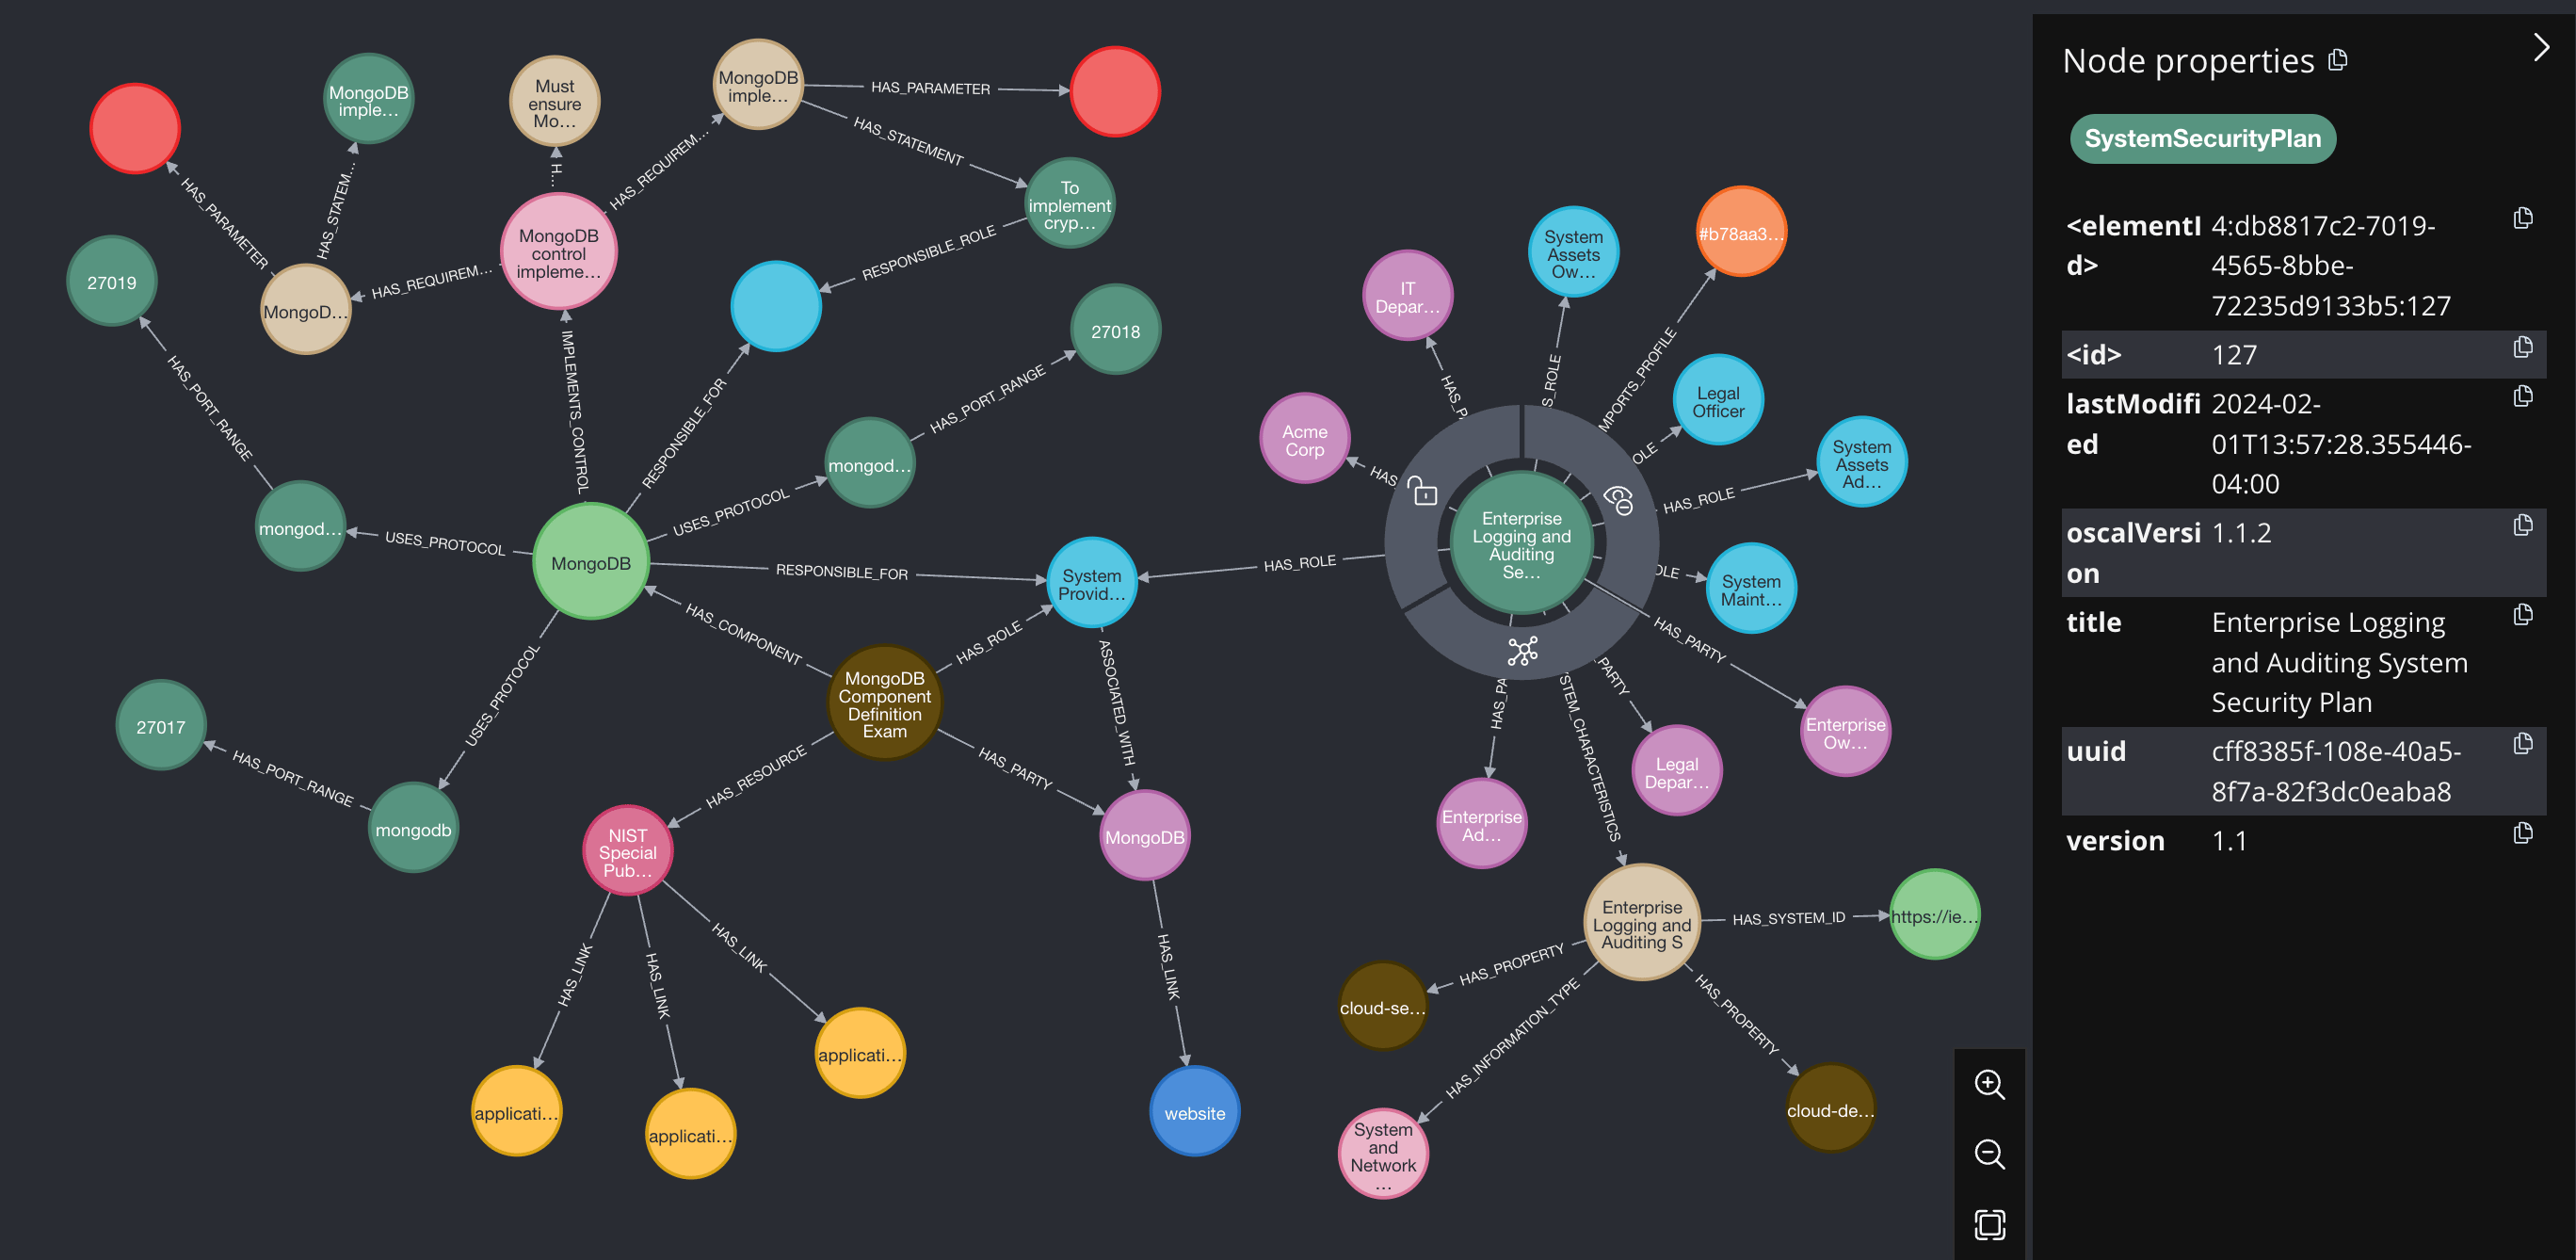 MongoDB
imple…
Must
ensure
Mo…
MongoDB
imple…
HAS_PARAMETER
HAS_STATEMENT
To
implement
cryp…
HAS_PARAMETER
HAS_STATEM…
H…
HAS_REQUIREM…
MongoDB
control
impleme…
HAS_REQUIREM…
RESPONSIBLE_ROLE
27019
MongoD…
27018
HAS_PORT_RANGE
IMPLEMENTS_CONTROL
RESPONSIBLE_FOR
HAS_PORT_RANGE
mongod…
USES_PROTOCOL
mongod…
USES_PROTOCOL
MongoDB
RESPONSIBLE_FOR
System
Provid…
HAS_ROLE
HAS_COMPONENT
HAS_ROLE
MongoDB
Component
Definition
Exam
USES_PROTOCOL
27017
HAS_PORT_RANGE
mongodb
HAS_RESOURCE
HAS_PARTY
ASSOCIATED_WITH
NIST
Special
Pub…
MongoDB
HAS_LINK
HAS_LINK
HAS_LINK
HAS_LINK
applicati…
applicati…
applicati…
website
IT
Depar…
System
Assets
Ow…
#b78aa3…
HAS_P
S_ROLE
MPORTS_PROFILE
Legal
Officer
Acme
Corp
HAS
OLE
System
Assets
Ad…
HAS_ROLE
Enterprise
Logging and
Auditing
Se…
OLE
System
Maint…
HAS_PARTY
Enterprise
Ow…
PARTY
Legal
Depar…
HAS_PA
Enterprise
Ad…
STEM_CHARACTERISTICS
Enterprise
Logging and
Auditing S
HAS_SYSTEM_ID
https://ie…
HAS_PROPERTY
cloud-se…
HAS_INFORMATION_TYPE
HAS_PROPERTY
cloud-de…
System
and
Network
…
Node properties
SystemSecurityPlan
<elementI 4:db8817c2-7019-
d> 4565-8bbe-
72235d9133b5:127
<id> 127
lastModifi 2024-02-
ed 01T13:57:28.355446-
04:00
oscalVersi 1.1.2
on
title Enterprise Logging
and Auditing System
Security Plan
uuid cff8385f-108e-40a5-
8f7a-82f3dc0eaba8
version 1.1